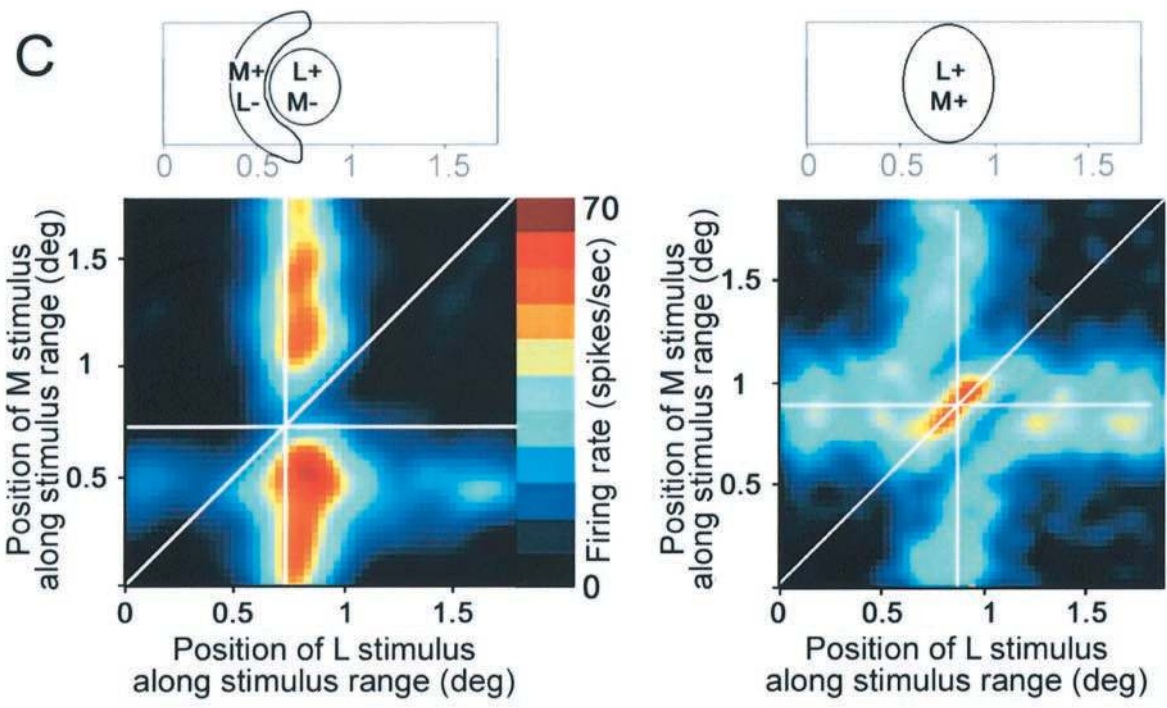 C
M+ L+
L- M-
0 0.5 1 1.5
L+
M+
0 0.5 1 1.5
Position of M stimulus
along stimulus range (deg)
1.5
1
0.5
0 0.5 1 1.5
Position of L stimulus
along stimulus range (deg)
70
Firing rate (spikes/sec)
0
Position of M stimulus
along stimulus range (deg)
1.5
1
0.5
0 0.5 1 1.5
Position of L stimulus
along stimulus range (deg)